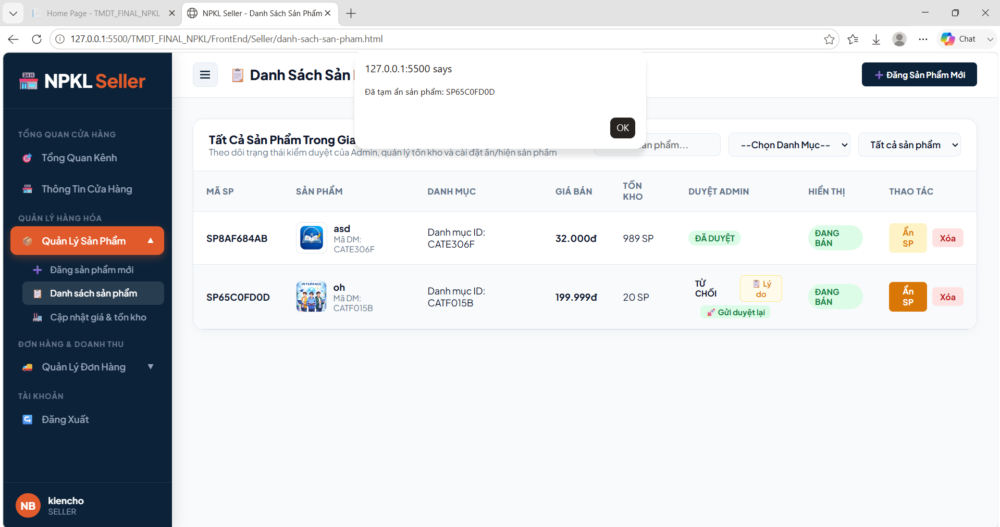 Home Page - TMDT_FINAL_NPKL
NPKL Seller - Danh Sách Sản Phẩm
127.0.0.1:5500/TMDT_FINAL_NPKL/FrontEnd/Seller/danh-sach-san-pham.html
Chat
24 H
NPKL Seller
TỔNG QUAN CỬA HÀNG
Tổng Quan Kênh
Thông Tin Cửa Hàng
QUẢN LÝ HÀNG HÓA
Quản Lý Sản Phẩm
Đăng sản phẩm mới
Danh sách sản phẩm
Cập nhật giá & tồn kho
ĐƠN HÀNG & DOANH THU
Quản Lý Đơn Hàng
TÀI KHOẢN
Đăng Xuất
NB
kiencho
SELLER
Danh Sách Sản
Đăng Sản Phẩm Mới
127.0.0.1:5500 says
Đã tạm ẩn sản phẩm: SP65C0FD0D
OK
Tất Cả Sản Phẩm Trong Gia
Theo dõi trạng thái kiểm duyệt của Admin, quản lý tồn kho và cài đặt ẩn/hiện sản phẩm
phẩm...
--Chọn Danh Mục--
Tất cả sản phẩm
MÃ SP
SẢN PHẨM
DANH MỤC
GIÁ BÁN
TỒN
KHO
DUYỆT ADMIN
HIỂN THỊ
THAO TÁC
SP8AF684AB
asd
Mã DM:
CATE306F
Danh mục ID:
CATE306F
32.000đ
989 SP
ĐÃ DUYỆT
ĐANG
BÁN
Ẩn
SP
Xóa
SP65C0FD0D
INTERFACE
oh
Mã DM:
CATF015B
Danh mục ID:
CATF015B
199.999đ
20 SP
TỪ
CHỐI
Lý
do
Gửi duyệt lại
ĐANG
BÁN
Ẩn
SP
Xóa